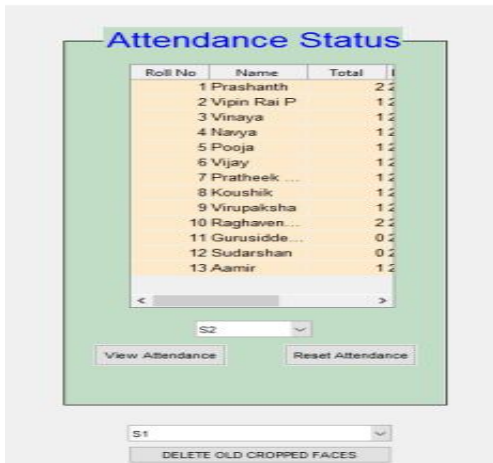 Attendance Status
Roll No Name Total
1 Prashanth 2 2
2 Vipin Rai P 1 2
3 Vinaya 1 2
4 Navya 1 2
5 Pooja 1 2
6 Vijay 1 2
7 Pratheek ... 1 2
8 Koushik 1 2
9 Virupaksha 1 2
10 Raghaven... 2 2
11 Gurusidde... 0 2
12 Sudarshan 0 2
13 Aamir 1 2
S2
View Attendance Reset Attendance
S1
DELETE OLD CROPPED FACES